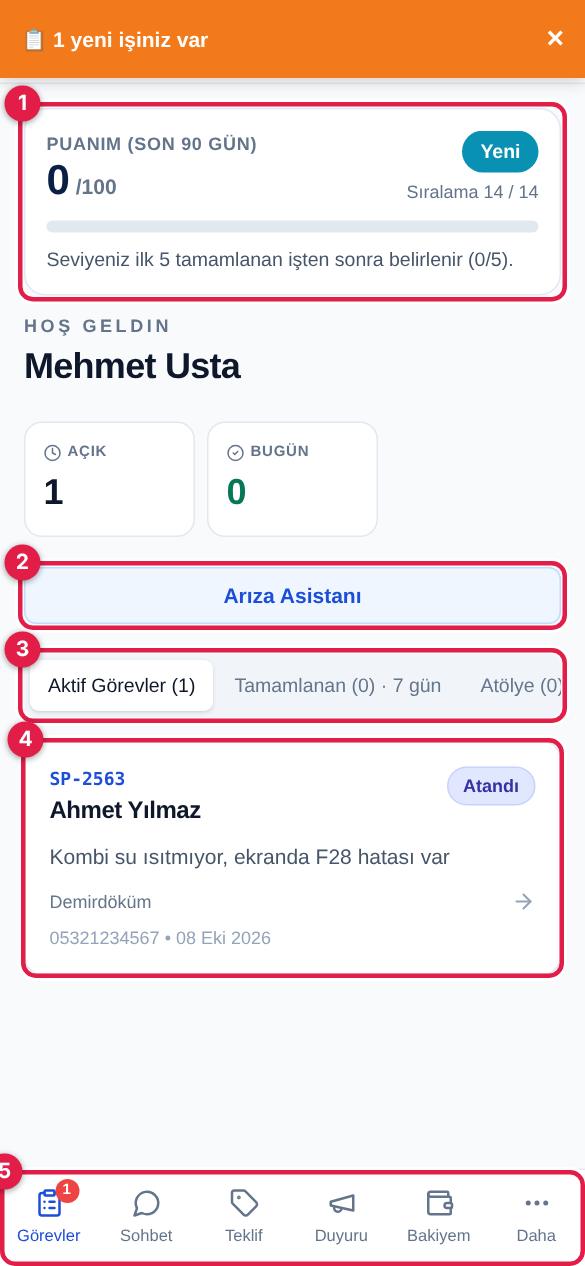 📋 1 yeni işiniz var ×
1
PUANIM (SON 90 GÜN) Yeni
0 /100
Sıralama 14 / 14
Seviyeniz ilk 5 tamamlanan işten sonra belirlenir (0/5).
HOŞ GELDIN
Mehmet Usta
AÇIK
1
BUGÜN
0
2
Arıza Asistanı
3
Aktif Görevler (1) Tamamlanan (0) · 7 gün Atölye (0)
4
SP-2563 Atandı
Ahmet Yılmaz
Kombi su ısıtmıyor, ekranda F28 hatası var
Demirdöküm →
05321234567 • 08 Eki 2026
5
1
Görevler Sohbet Teklif Duyuru Bakiyem Daha